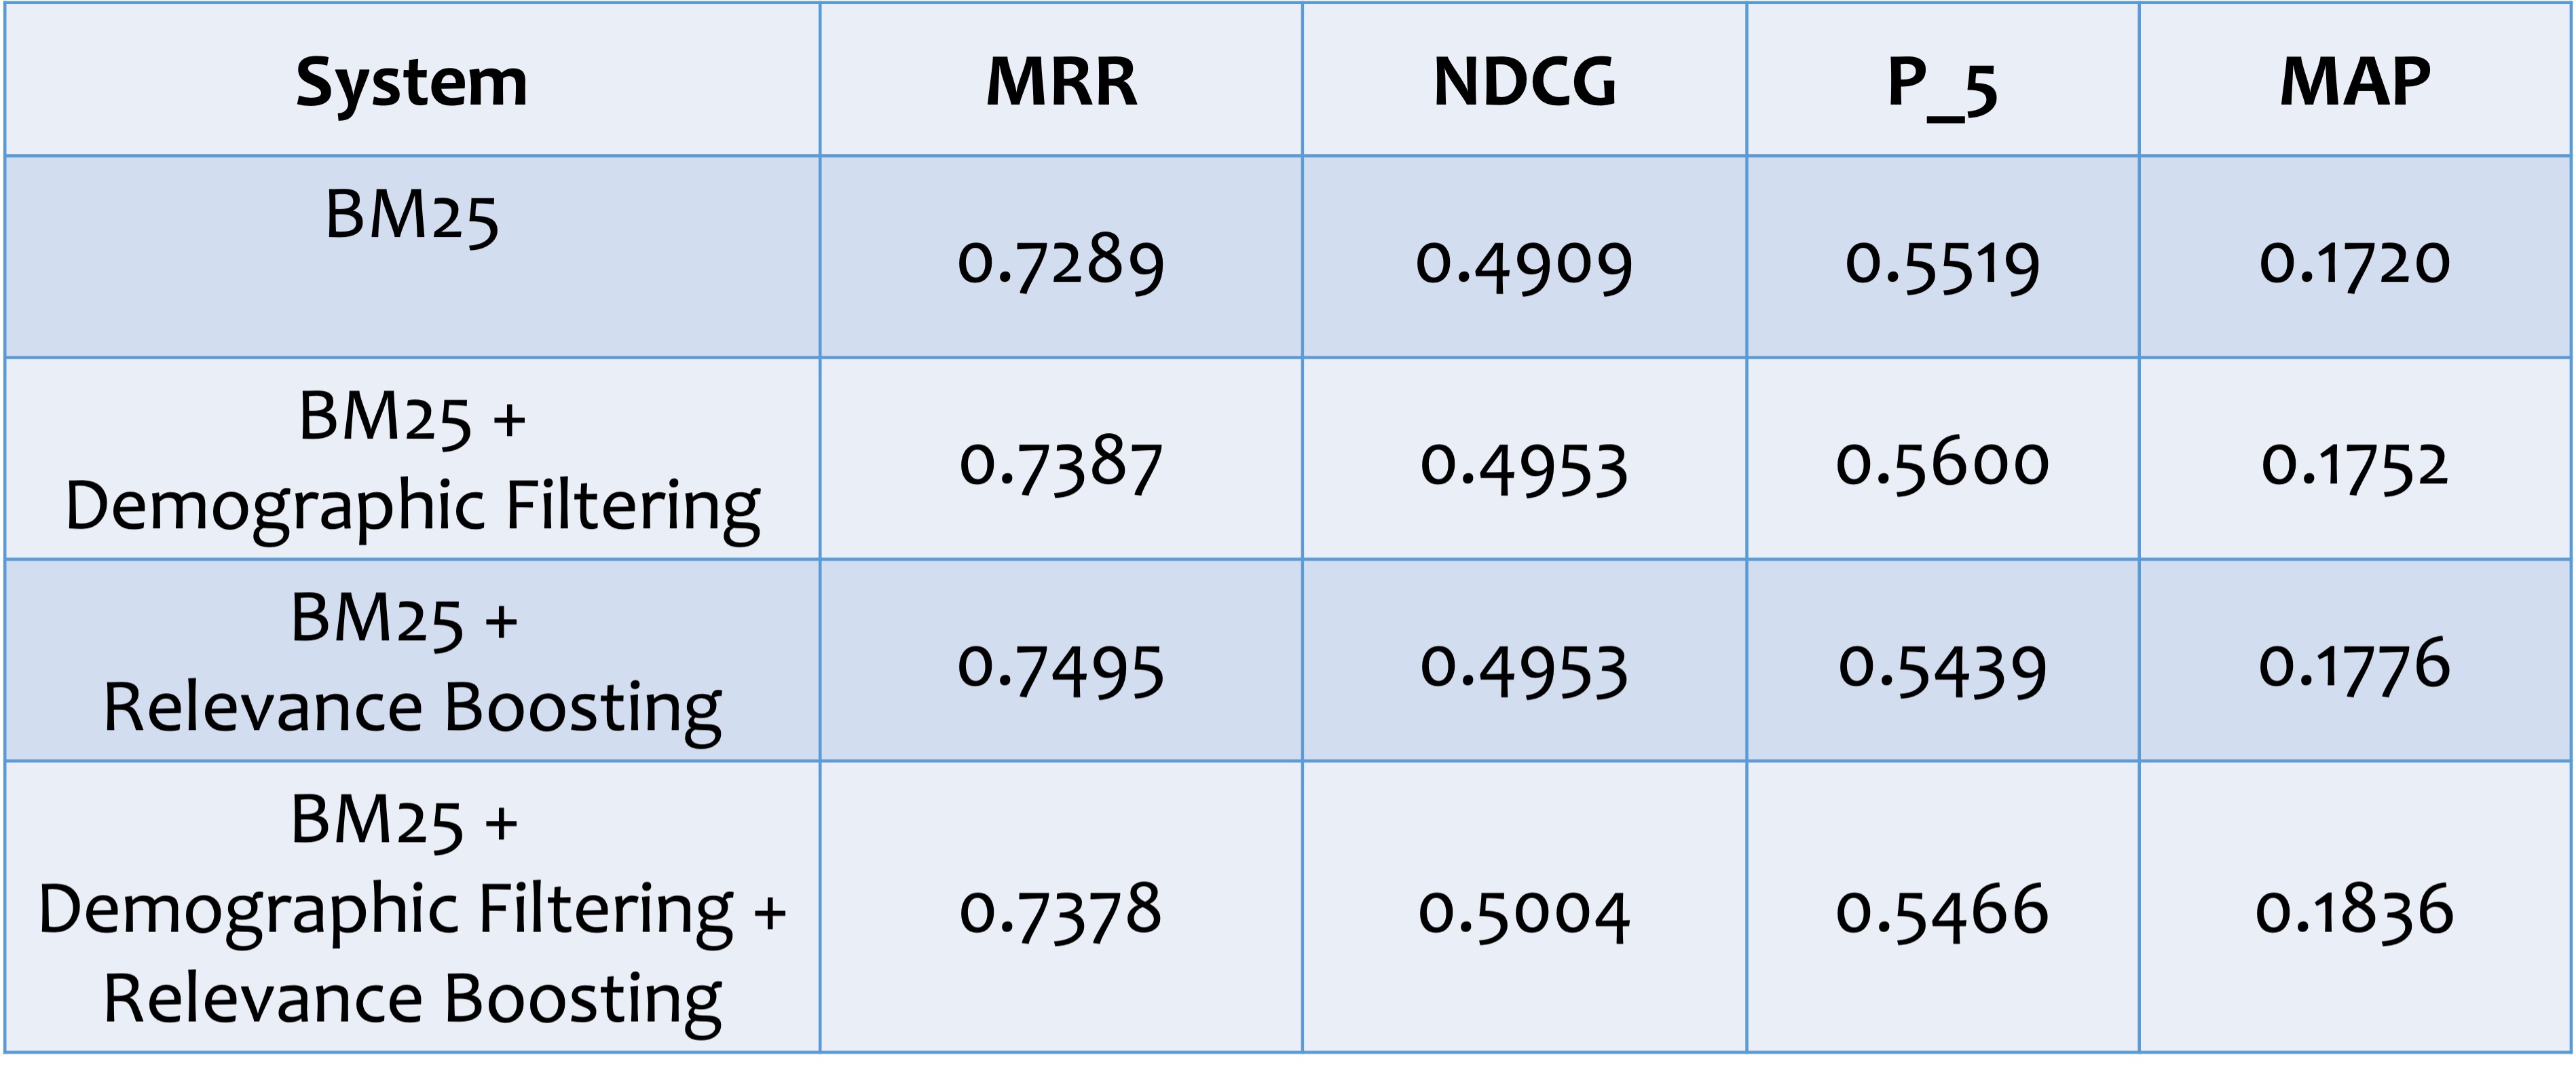 System MRR NDCG P_5 MAP
BM25
0.7289 0.4909 0.5519 0.1720
BM25 +
Demographic Filtering
0.7387 0.4953 0.5600 0.1752
BM25 +
Relevance Boosting
0.7495 0.4953 0.5439 0.1776
BM25 +
Demographic Filtering +
Relevance Boosting
0.7378 0.5004 0.5466 0.1836